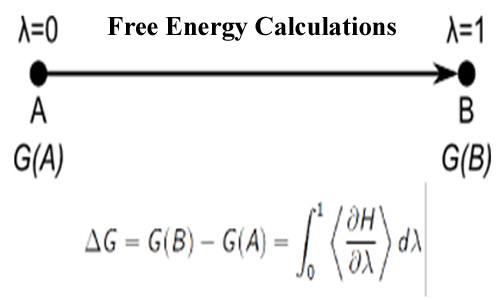 λ=0 Free Energy Calculations λ=1
A B
G(A) G(B)
ΔG = G(B) – G(A) = ∫₀¹ ⟨∂H/∂λ⟩ dλ